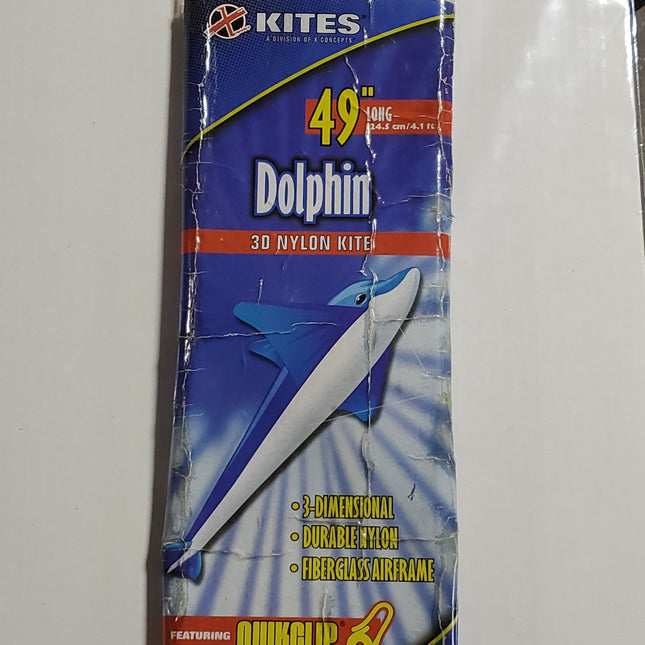 KITES
A DIVISION OF X CONCEPTS
49"
LONG
24.5 cm/4.1 ft.
Dolphin
3D NYLON KITE
• 3-DIMENSIONAL
• DURABLE NYLON
• FIBERGLASS AIRFRAME
FEATURING QUIKCLIP®